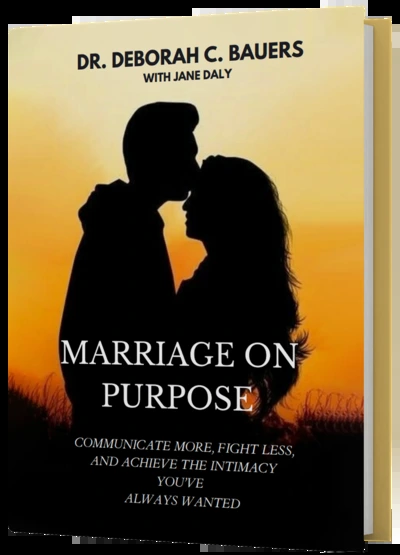 DR. DEBORAH C. BAUERS
WITH JANE DALY
MARRIAGE ON
PURPOSE
COMMUNICATE MORE, FIGHT LESS,
AND ACHIEVE THE INTIMACY
YOU'VE
ALWAYS WANTED